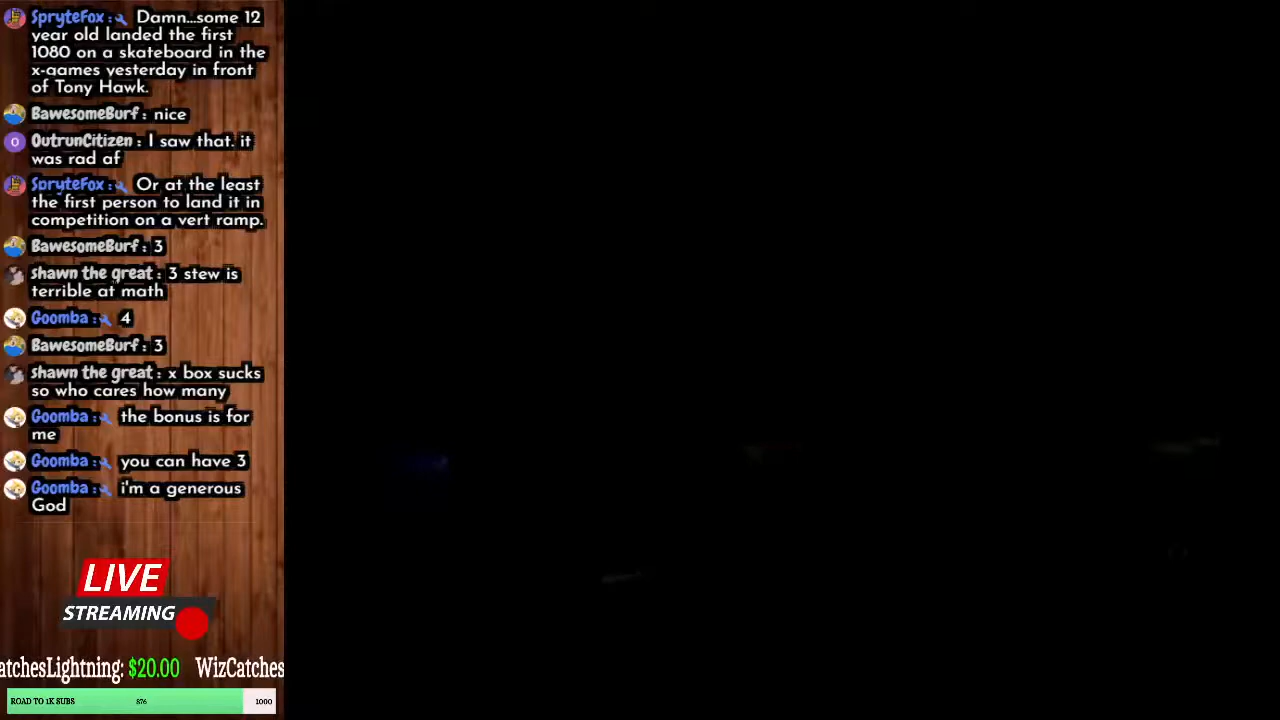 SpryteFox : Damn...some 12
year old landed the first
1080 on a skateboard in the
x-games yesterday in front
of Tony Hawk.
BawesomeBurf : nice
O OutrunCitizen : I saw that. it
was rad af
SpryteFox : Or at the least
the first person to land it in
competition on a vert ramp.
BawesomeBurf : 3
shawn the great : 3 stew is
terrible at math
Goomba : 4
BawesomeBurf : 3
shawn the great : x box sucks
so who cares how many
Goomba : the bonus is for
me
Goomba : you can have 3
Goomba : i'm a generous
God
LIVE
STREAMING
atchesLightning: $20.00 WizCatches
ROAD TO 1K SUBS 876 1000